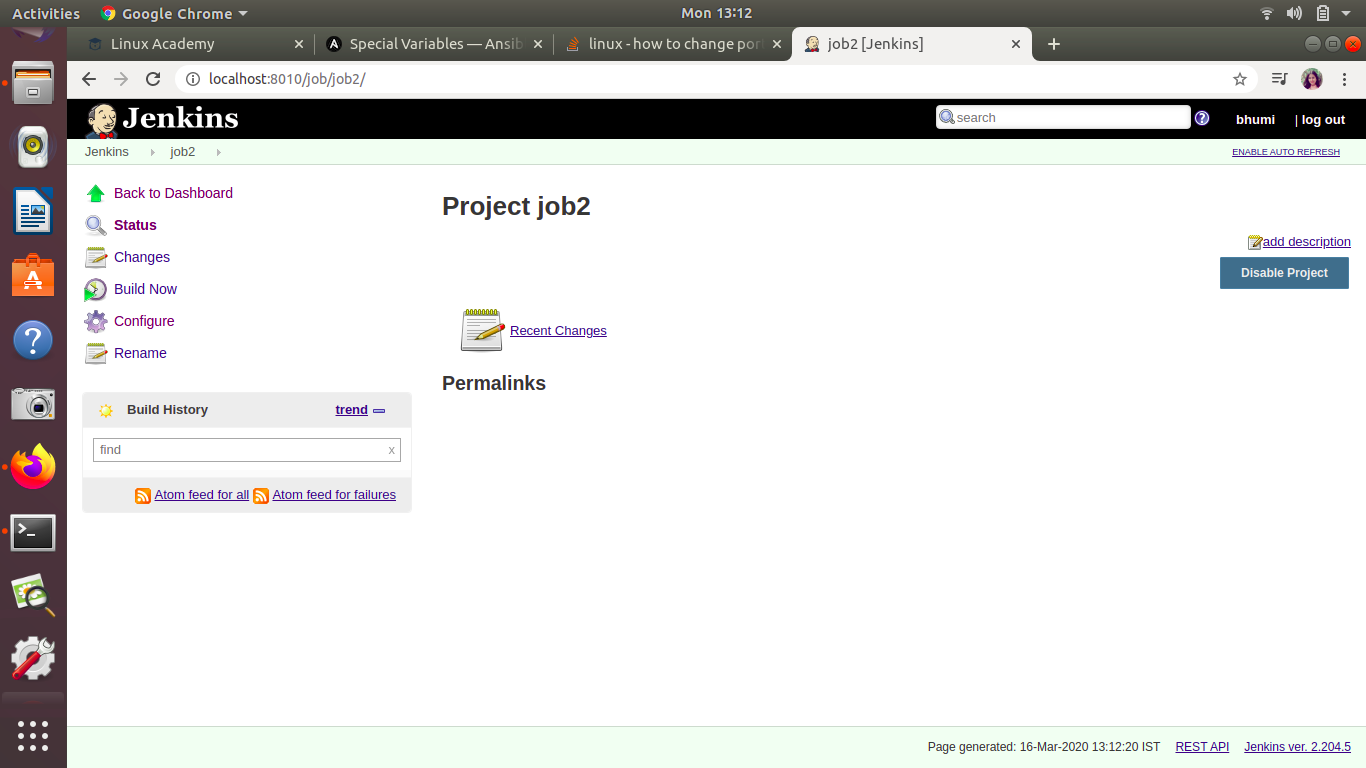 Activities Google Chrome Mon 13:12
Linux Academy Special Variables — Ansib linux - how to change por job2 [Jenkins]
localhost:8010/job/job2/
Jenkins search bhumi | log out
Jenkins job2 ENABLE AUTO REFRESH
Back to Dashboard
Status
Changes
Build Now
Configure
Rename
Build History trend
find x
Atom feed for all Atom feed for failures
Project job2
add description
Disable Project
Recent Changes
Permalinks
Page generated: 16-Mar-2020 13:12:20 IST REST API Jenkins ver. 2.204.5